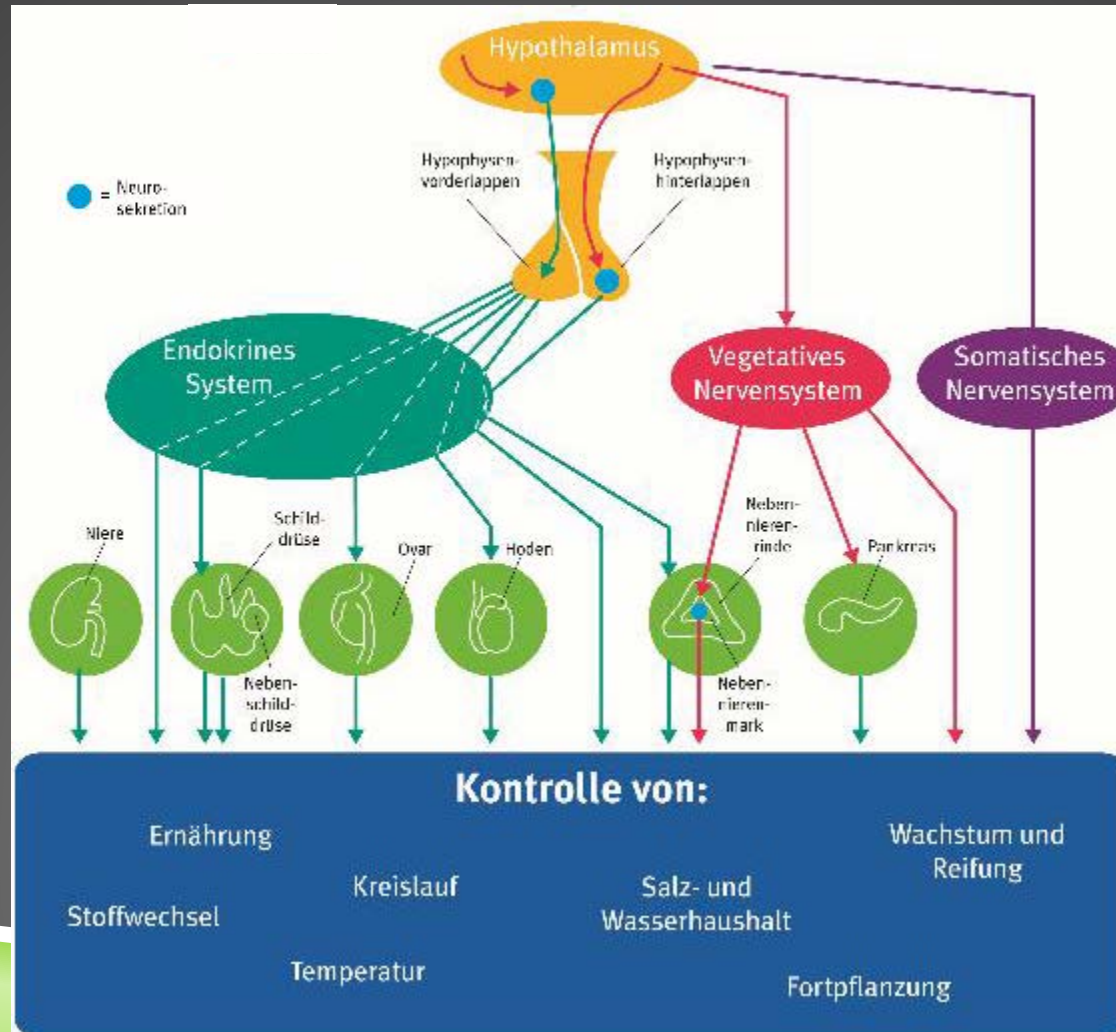 Hypothalamus
Hypophysen-
vorderlappen
Hypophysen-
hinterlappen
= Neuro-
sekretion
Endokrines
System
Vegetatives
Nervensystem
Somatisches
Nervensystem
Niere
Schild-
drüse
Ovar
Hoden
Neben-
nieren-
rinde
Pankreas
Neben-
schild-
drüse
Neben-
nieren-
mark
Kontrolle von:
Ernährung
Wachstum und
Reifung
Kreislauf
Salz- und
Wasserhaushalt
Stoffwechsel
Temperatur
Fortpflanzung